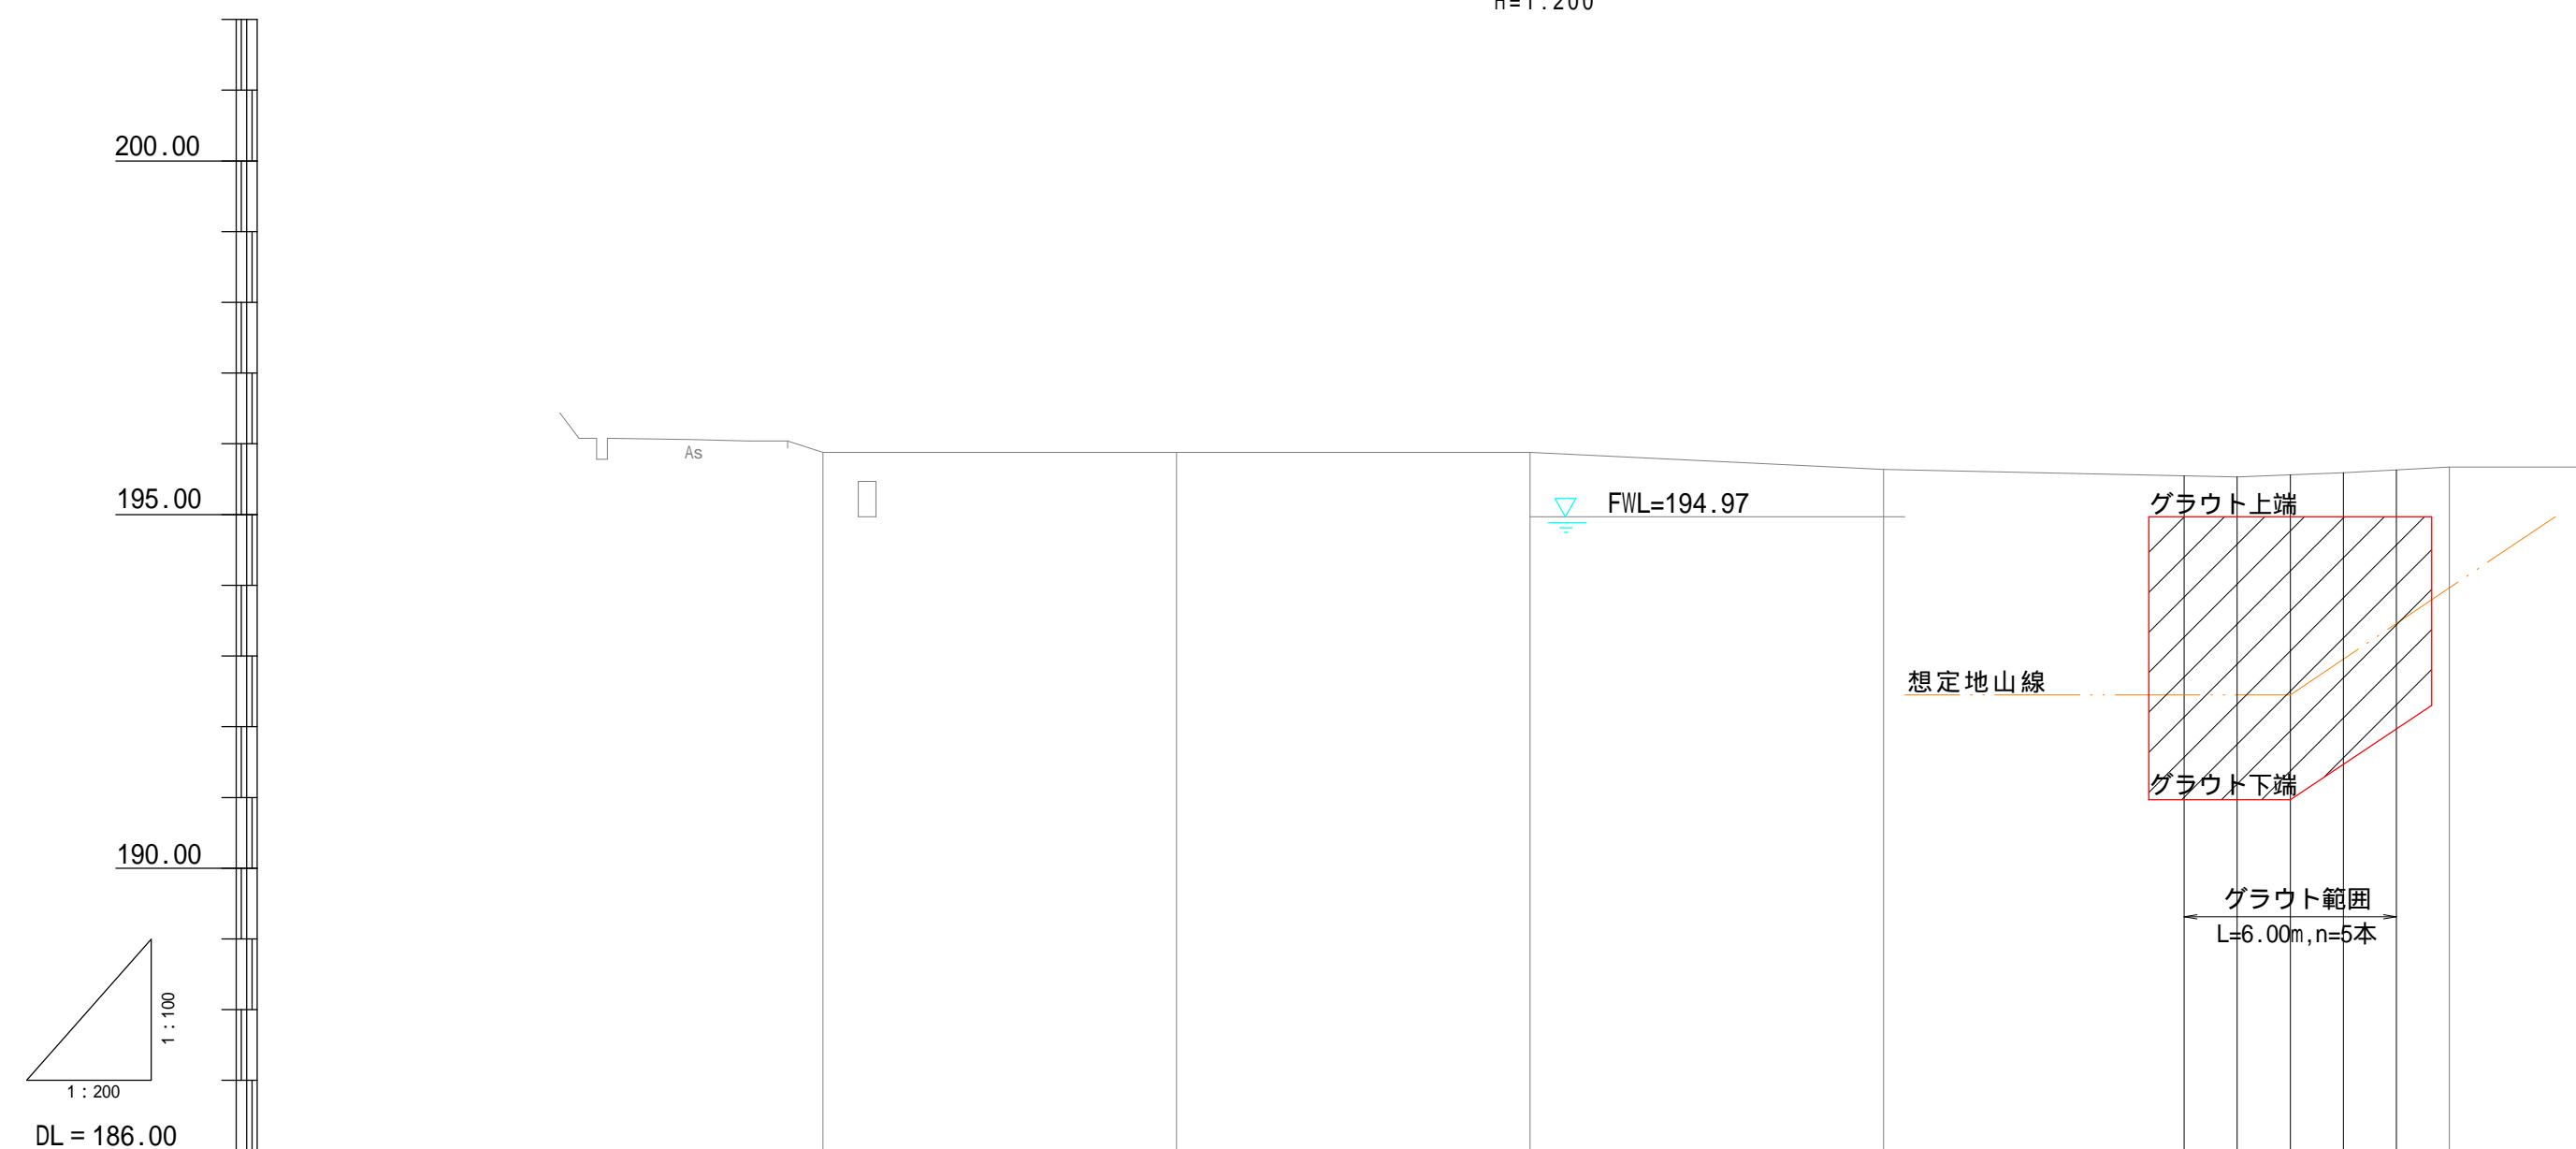 H=1:200
200.00
As
195.00
FWL=194.97
グラウト上端
想定地山線
グラウト下端
190.00
グラウト範囲
L=6.00m,n=5本
1:100
1:200
DL=186.00